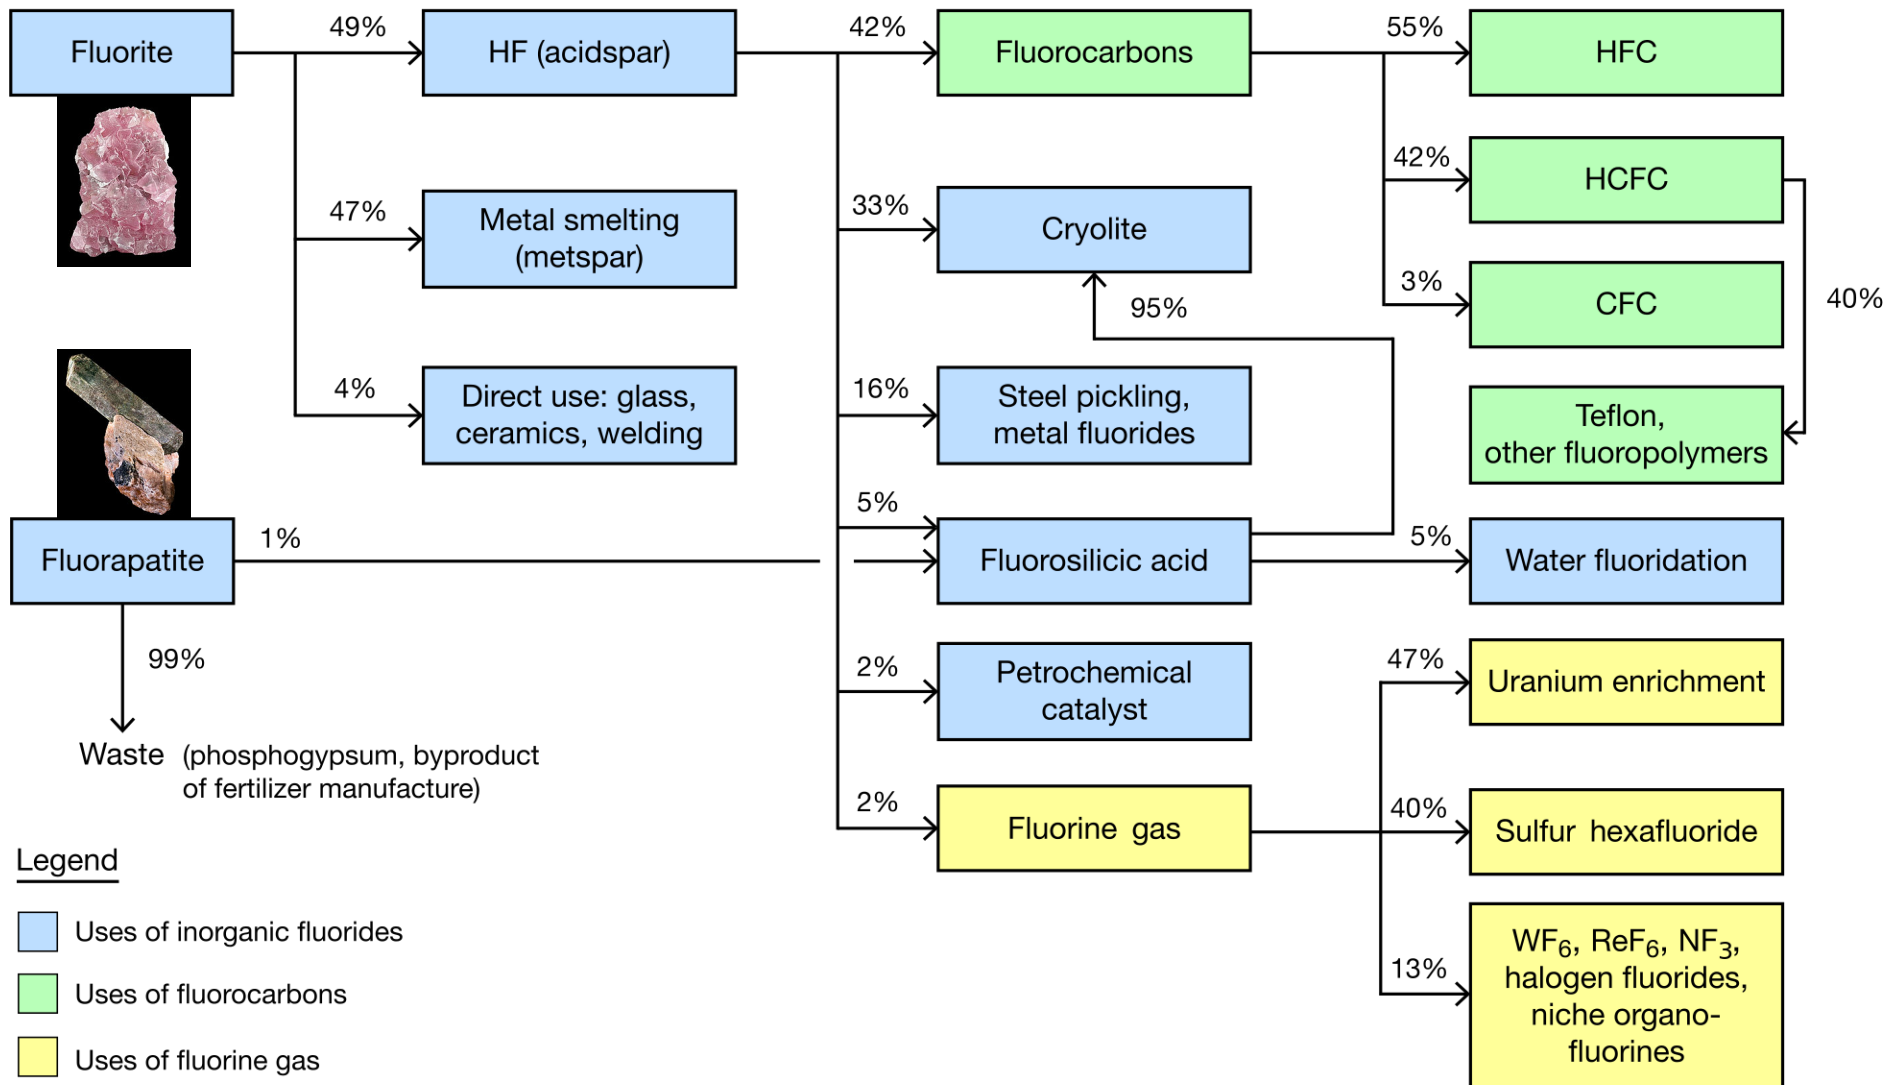 Fluorite
49%
HF (acidspar)
42%
Fluorocarbons
55%
HFC
42%
HCFC
47%
Metal smelting
(metspar)
33%
Cryolite
3%
CFC
95%
40%
4%
Direct use: glass,
ceramics, welding
16%
Steel pickling,
metal fluorides
Teflon,
other fluoropolymers
5%
Fluorapatite
1%
Fluorosilicic acid
5%
Water fluoridation
99%
2%
Petrochemical
catalyst
47%
Uranium enrichment
Waste (phosphogypsum, byproduct
of fertilizer manufacture)
2%
Fluorine gas
40%
Sulfur hexafluoride
13%
WF₆, ReF₆, NF₃,
halogen fluorides,
niche organo-
fluorines
Legend
Uses of inorganic fluorides
Uses of fluorocarbons
Uses of fluorine gas